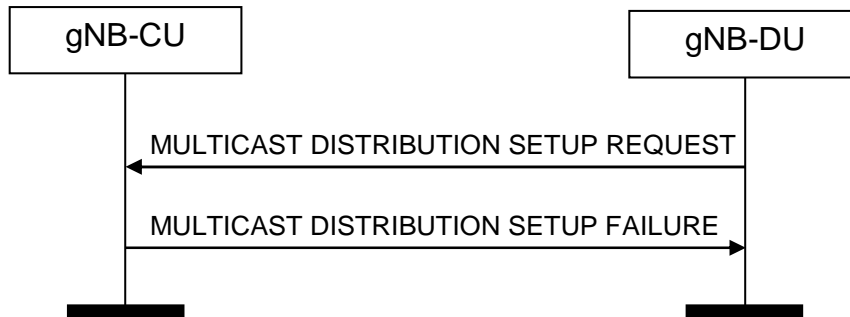 gNB-CU
gNB-DU
MULTICAST DISTRIBUTION SETUP REQUEST
MULTICAST DISTRIBUTION SETUP FAILURE